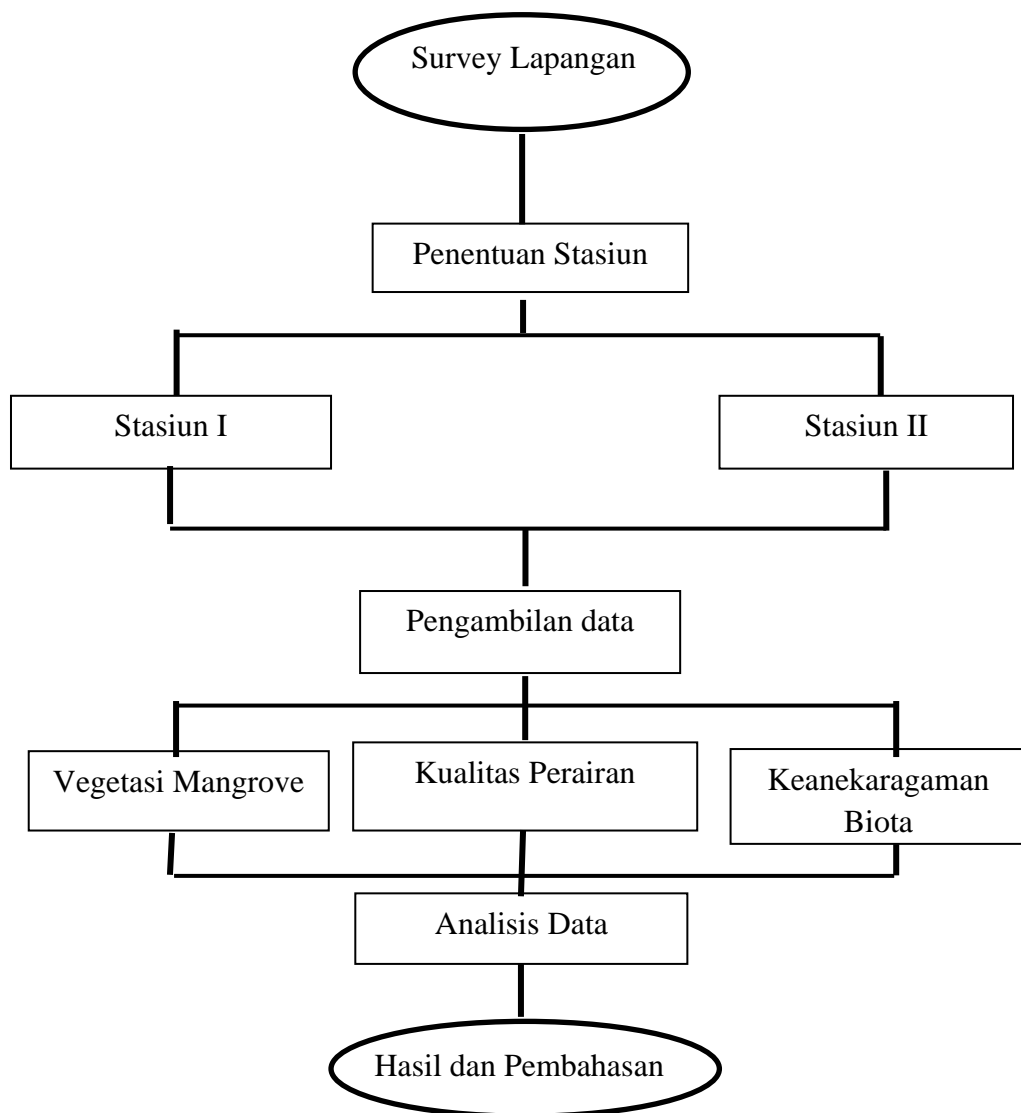 Survey Lapangan
Penentuan Stasiun
Stasiun I
Stasiun II
Pengambilan data
Vegetasi Mangrove
Kualitas Perairan
Keanekaragaman
Biota
Analisis Data
Hasil dan Pembahasan